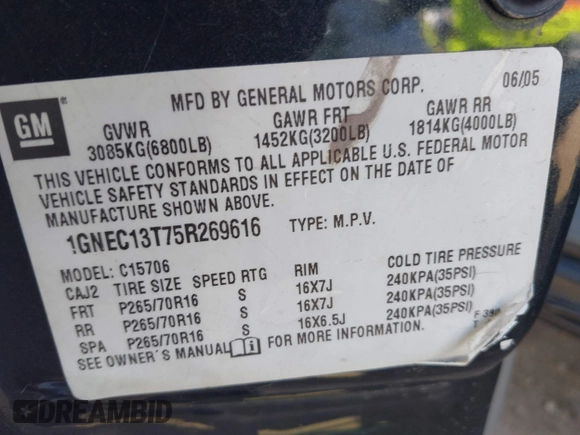 GM
MFD BY GENERAL MOTORS CORP. 06/05
GVWR GAWR FRT GAWR RR
3085KG(6800LB) 1452KG(3200LB) 1814KG(4000LB)
THIS VEHICLE CONFORMS TO ALL APPLICABLE U.S. FEDERAL MOTOR
VEHICLE SAFETY STANDARDS IN EFFECT ON THE DATE OF
MANUFACTURE SHOWN ABOVE.
1GNEC13T75R269616 TYPE: M.P.V.
MODEL: C15706
CAJ2 TIRE SIZE SPEED RTG RIM COLD TIRE PRESSURE
FRT P265/70R16 S 16X7J 240KPA(35PSI)
RR P265/70R16 S 16X7J 240KPA(35PSI)
SPA P265/70R16 S 16X6.5J 240KPA(35PSI)
SEE OWNER'S MANUAL FOR MORE INFORMATION.
DREAMBID